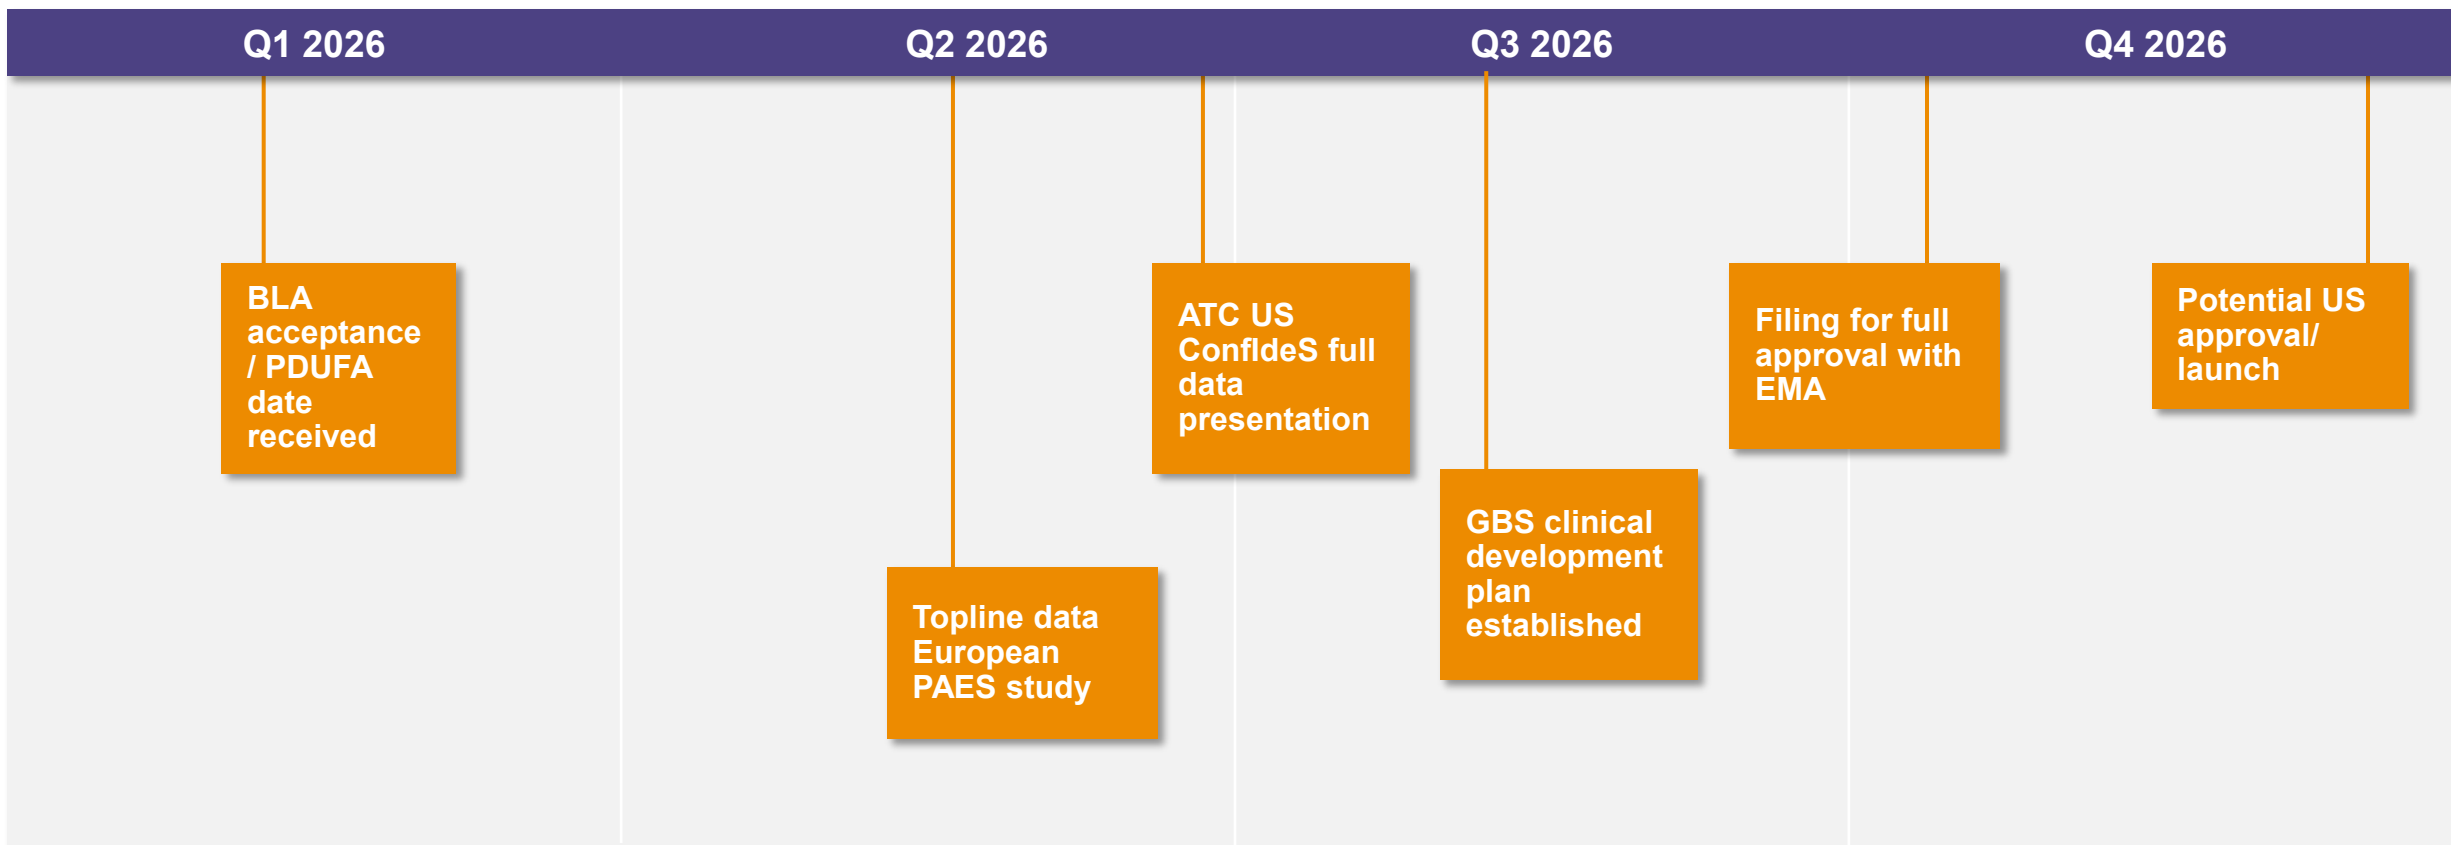 Q1 2026
Q2 2026
Q3 2026
Q4 2026
BLA
acceptance
/ PDUFA
date
received
Topline data
European
PAES study
ATC US
ConfIdeS full
data
presentation
GBS clinical
development
plan
established
Filing for full
approval with
EMA
Potential US
approval/
launch